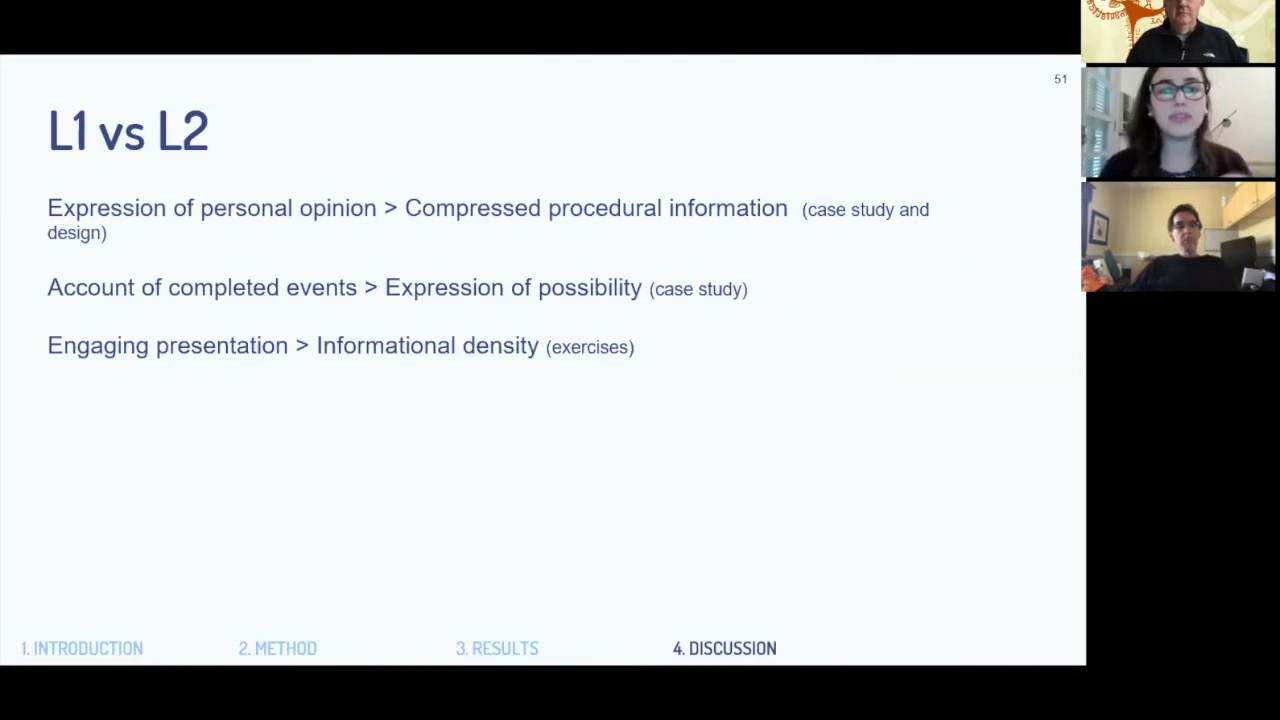 51
L1 vs L2
Expression of personal opinion > Compressed procedural information (case study and
design)
Account of completed events > Expression of possibility (case study)
Engaging presentation > Informational density (exercises)
1. INTRODUCTION
2. METHOD
3. RESULTS
4. DISCUSSION